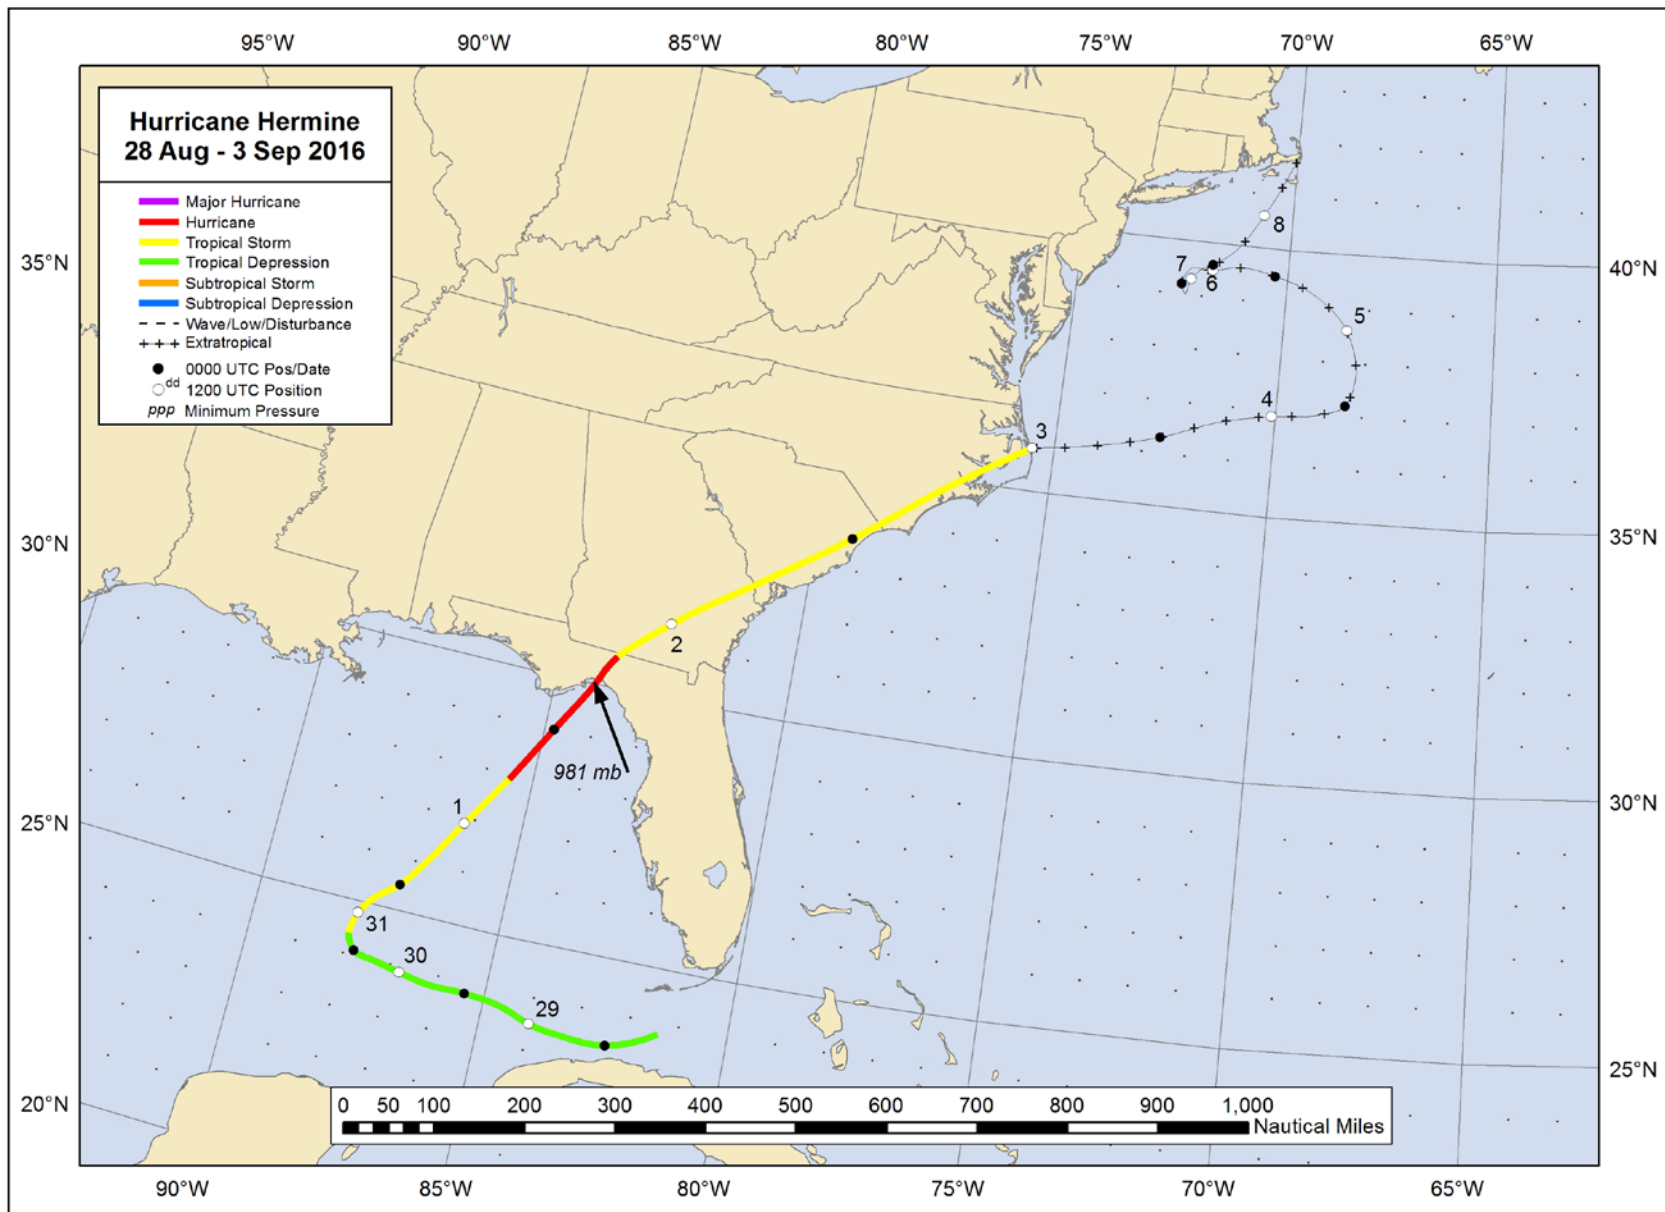 95°W 90°W 85°W 80°W 75°W 70°W 65°W
Hurricane Hermine
28 Aug - 3 Sep 2016
Major Hurricane
Hurricane
Tropical Storm
Tropical Depression
Subtropical Storm
Subtropical Depression
Wave/Low/Disturbance
Extratropical
0000 UTC Pos/Date
dd 1200 UTC Position
ppp Minimum Pressure
8
35°N
7
6
40°N
5
4
3
30°N
35°N
2
981 mb
1
25°N
30°N
31
30
29
25°N
20°N
0 50 100 200 300 400 500 600 700 800 900 1,000
Nautical Miles
90°W 85°W 80°W 75°W 70°W 65°W